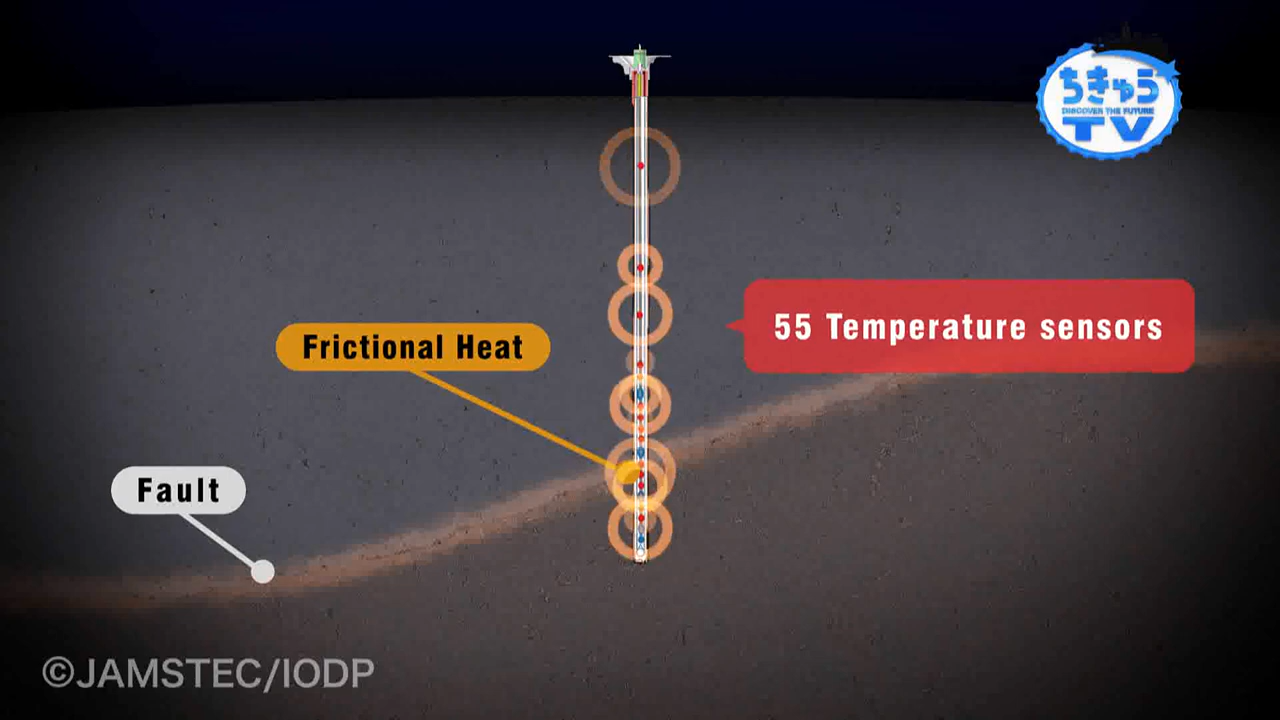 ちきゅう
DISCOVER THE FUTURE
TV
55 Temperature sensors
Frictional Heat
Fault
©JAMSTEC/IODP